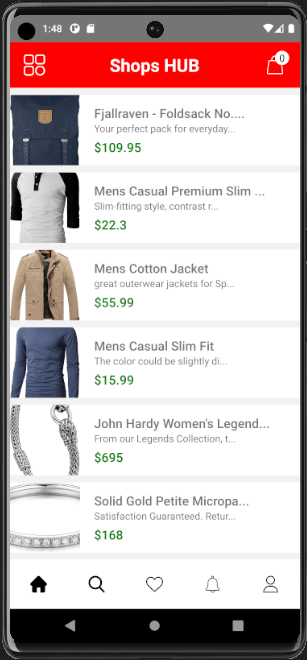 1:48
Shops HUB
0
Fjallraven - Foldsack No....
Your perfect pack for everyday...
$109.95
Mens Casual Premium Slim ...
Slim-fitting style, contrast r...
$22.3
Mens Cotton Jacket
great outerwear jackets for Sp...
$55.99
Mens Casual Slim Fit
The color could be slightly di...
$15.99
John Hardy Women's Legend...
From our Legends Collection, t...
$695
Solid Gold Petite Micropa...
Satisfaction Guaranteed. Retur...
$168